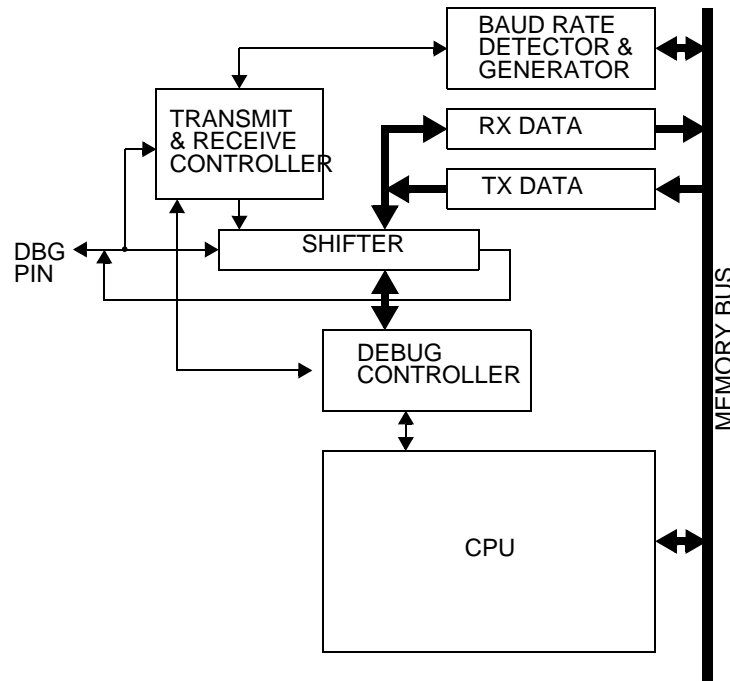 BAUD RATE
DETECTOR &
GENERATOR
TRANSMIT
& RECEIVE
CONTROLLER
RX DATA
TX DATA
SHIFTER
DBG
PIN
DEBUG
CONTROLLER
MEMORY BUS
CPU